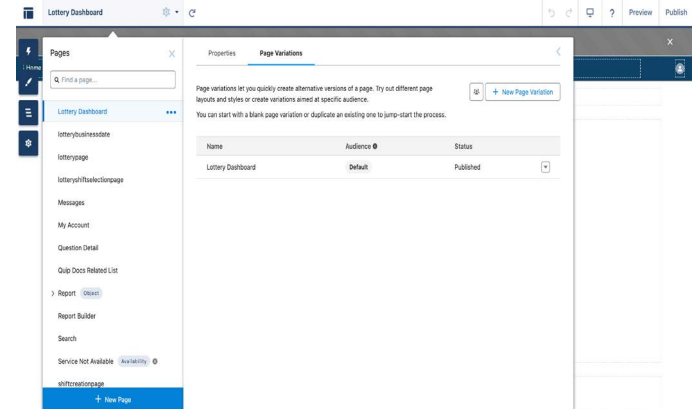 Lottery Dashboard
? Preview Publish
Home
Pages
Find a page...
Lottery Dashboard
lotterybusinessdate
lotterypage
lotteryshiftselectionpage
Messages
My Account
Question Detail
Quip Docs Related List
Report Object
Report Builder
Search
Service Not Available Availability
shiftcreationpage
+ New Page
Properties Page Variations
Page variations let you quickly create alternative versions of a page. Try out different page
layouts and styles or create variations aimed at specific audience.
You can start with a blank page variation or duplicate an existing one to jump-start the process.
+ New Page Variation
Name Audience Status
Lottery Dashboard Default Published